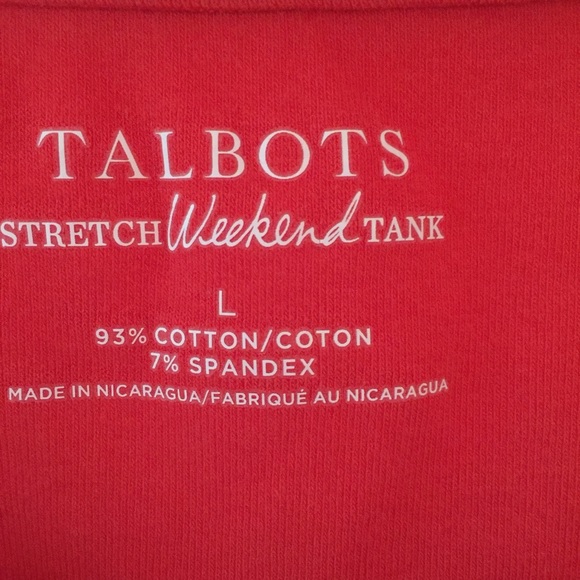 TALBOTS
STRETCH Weekend TANK
L
93% COTTON/COTON
7% SPANDEX
MADE IN NICARAGUA/FABRIQUÉ AU NICARAGUA